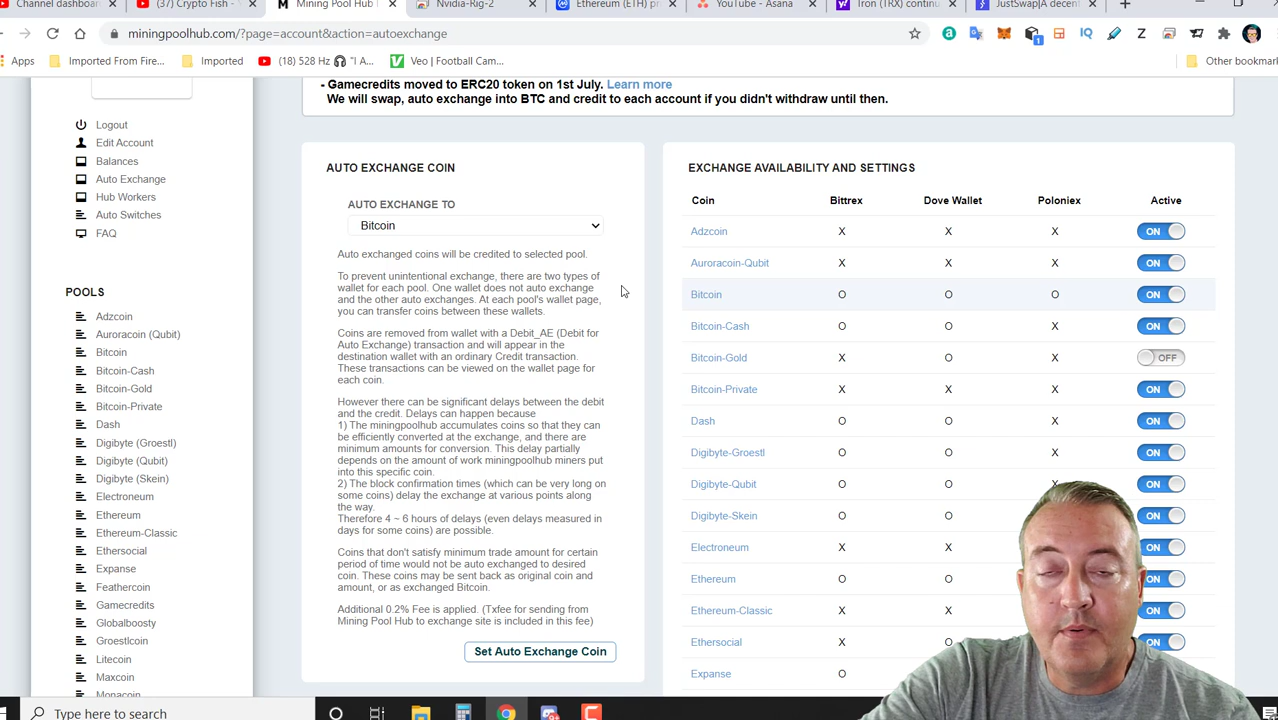 Channel dashboard
(37) Crypto Fish -
Mining Pool Hub
Nvidia-Rig-2
Ethereum (ETH) pr
YouTube - Asana
Iron (TRX) continu
JustSwap|A decent
miningpoolhub.com/?page=account&action=autoexchange
Apps
Imported From Fire...
Imported
(18) 528 Hz
"I A...
Veo | Football Cam...
Other bookmar
- Gamecredits moved to ERC20 token on 1st July. Learn more
We will swap, auto exchange into BTC and credit to each account if you didn't withdraw until then.
Logout
Edit Account
Balances
Auto Exchange
Hub Workers
Auto Switches
FAQ
POOLS
Adzcoin
Auroracoin (Qubit)
Bitcoin
Bitcoin-Cash
Bitcoin-Gold
Bitcoin-Private
Dash
Digibyte (Groestl)
Digibyte (Qubit)
Digibyte (Skein)
Electroneum
Ethereum
Ethereum-Classic
Ethersocial
Expanse
Feathercoin
Gamecredits
Globalboosty
Groestlcoin
Litecoin
Maxcoin
Monacoin
AUTO EXCHANGE COIN
AUTO EXCHANGE TO
Bitcoin
Auto exchanged coins will be credited to selected pool.
To prevent unintentional exchange, there are two types of
wallet for each pool. One wallet does not auto exchange
and the other auto exchanges. At each pool's wallet page,
you can transfer coins between these wallets.
Coins are removed from wallet with a Debit_AE (Debit for
Auto Exchange) transaction and will appear in the
destination wallet with an ordinary Credit transaction.
These transactions can be viewed on the wallet page for
each coin.
However there can be significant delays between the debit
and the credit. Delays can happen because
1) The miningpoolhub accumulates coins so that they can
be efficiently converted at the exchange, and there are
minimum amounts for conversion. This delay partially
depends on the amount of work miningpoolhub miners put
into this specific coin.
2) The block confirmation times (which can be very long on
some coins) delay the exchange at various points along
the way.
Therefore 4 ~ 6 hours of delays (even delays measured in
days for some coins) are possible.
Coins that don't satisfy minimum trade amount for certain
period of time would not be auto exchanged to desired
coin. These coins may be sent back as original coin and
amount, or as exchanged Bitcoin.
Additional 0.2% Fee is applied. (Txfee for sending from
Mining Pool Hub to exchange site is included in this fee)
Set Auto Exchange Coin
EXCHANGE AVAILABILITY AND SETTINGS
Coin Bittrex Dove Wallet Poloniex Active
Adzcoin X X X ON
Auroracoin-Qubit X X X ON
Bitcoin O O O ON
Bitcoin-Cash O O X ON
Bitcoin-Gold X O X OFF
Bitcoin-Private X X X ON
Dash O O X ON
Digibyte-Groestl O O X ON
Digibyte-Qubit O O X ON
Digibyte-Skein O O ON
Electroneum X X ON
Ethereum O O ON
Ethereum-Classic X X ON
Ethersocial X O ON
Expanse O
Type here to search